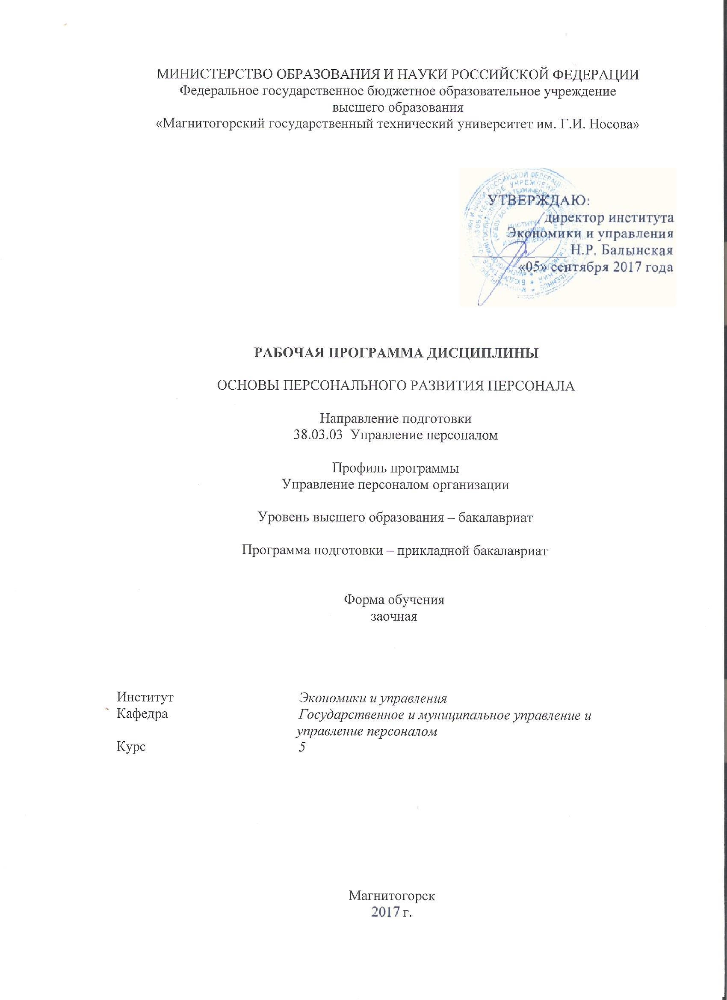 МИНИСТЕРСТВО ОБРАЗОВАНИЯ И НАУКИ РОССИЙСКОЙ ФЕДЕРАЦИИ
Федеральное государственное бюджетное образовательное учреждение
высшего образования
«Магнитогорский государственный технический университет им. Г.И. Носова»
УТВЕРЖДАЮ:
директор института
Экономики и управления
Н.Р. Балынская
«05» сентября 2017 года
ИНСТИТУТ
ЭКОНОМИКИ
И УПРАВЛЕНИЯ
РАБОЧАЯ ПРОГРАММА ДИСЦИПЛИНЫ
ОСНОВЫ ПЕРСОНАЛЬНОГО РАЗВИТИЯ ПЕРСОНАЛА
Направление подготовки
38.03.03 Управление персоналом
Профиль программы
Управление персоналом организации
Уровень высшего образования – бакалавриат
Программа подготовки – прикладной бакалавриат
Форма обучения
заочная
Институт Экономики и управления
Кафедра Государственное и муниципальное управление и
управление персоналом
Курс 5
Магнитогорск
2017 г.